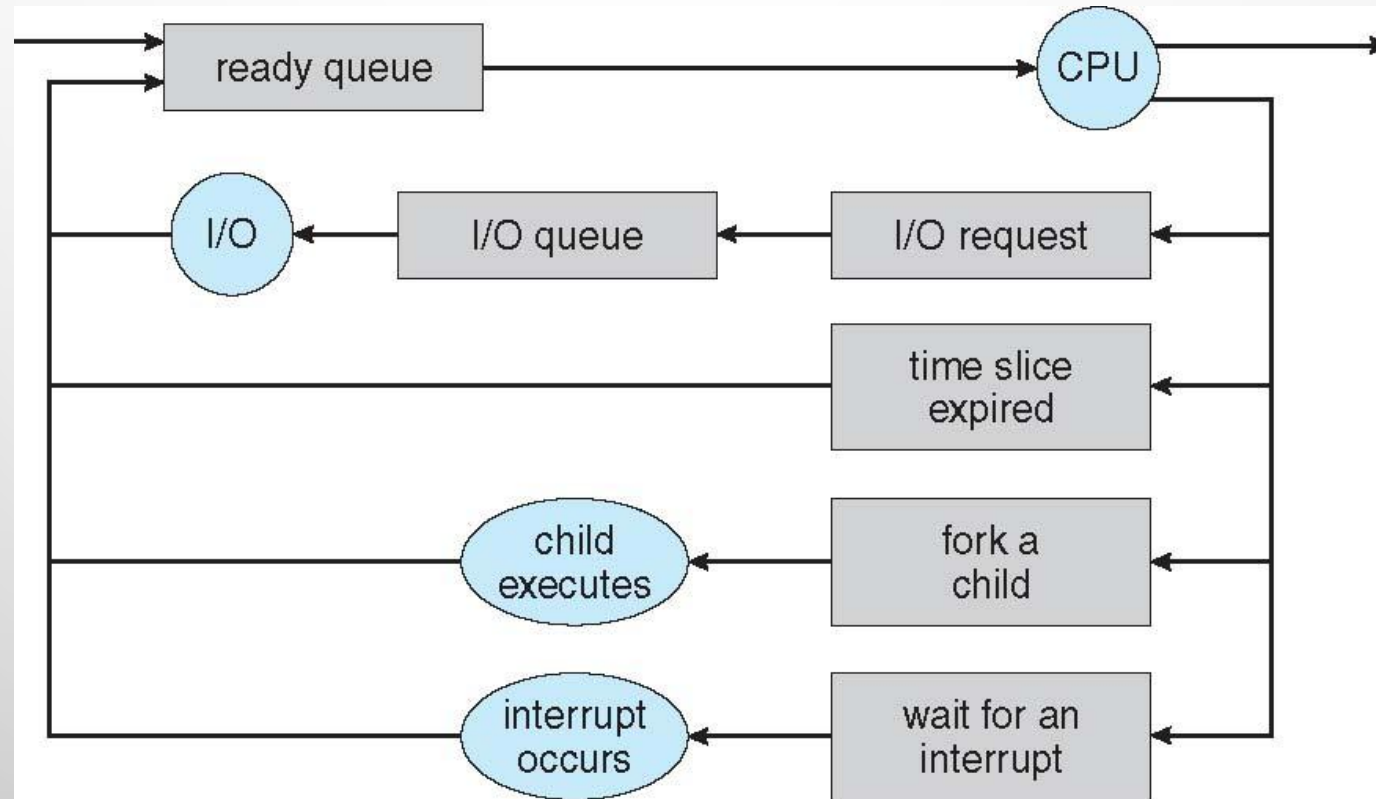 ready queue
CPU
I/O
I/O queue
I/O request
time slice
expired
child
executes
fork a
child
interrupt
occurs
wait for an
interrupt